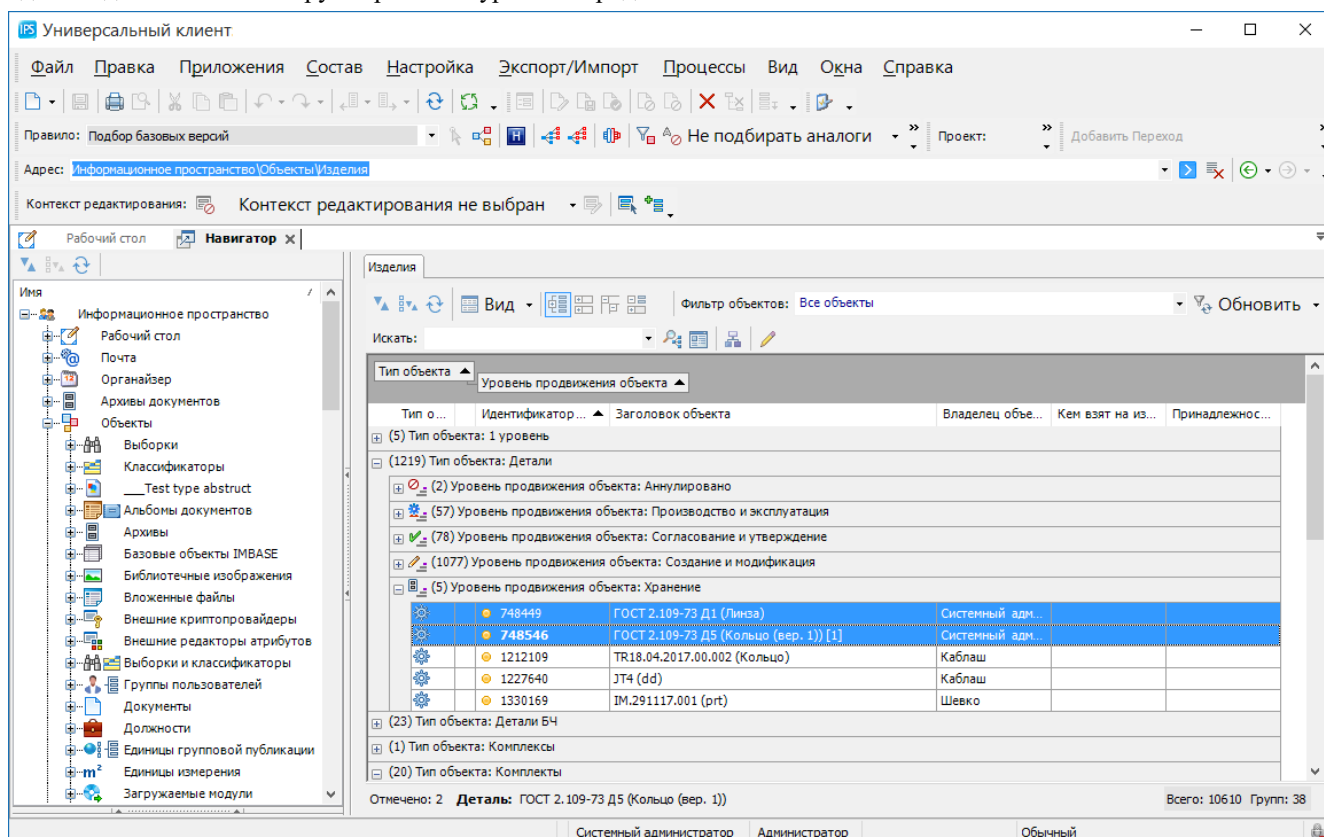 IPS Универсальный клиент
Файл Правка Приложения Состав Настройка Экспорт/Импорт Процессы Вид Окна Справка
Правило: Подбор базовых версий Не подбирать аналоги Проект: Добавить Переход
Адрес: Информационное пространство\Объекты\Изделия
Контекст редактирования: Контекст редактирования не выбран
Рабочий стол Навигатор
Изделия
Имя
Информационное пространство
Рабочий стол
Почта
Органайзер
Архивы документов
Объекты
Выборки
Классификаторы
___Test type abstruct
Альбомы документов
Архивы
Базовые объекты IMBASE
Библиотечные изображения
Вложенные файлы
Внешние криптопровайдеры
Внешние редакторы атрибутов
Выборки и классификаторы
Группы пользователей
Документы
Должности
Единицы групповой публикации
m² Единицы измерения
Загружаемые модули
Вид Фильтр объектов: Все объекты Обновить
Искать:
Тип объекта
Уровень продвижения объекта
Тип о... Идентификатор... Заголовок объекта Владелец объе... Кем взят на из... Принадлежнос...
(5) Тип объекта: 1 уровень
(1219) Тип объекта: Детали
(2) Уровень продвижения объекта: Аннулировано
(57) Уровень продвижения объекта: Производство и эксплуатация
(78) Уровень продвижения объекта: Согласование и утверждение
(1077) Уровень продвижения объекта: Создание и модификация
(5) Уровень продвижения объекта: Хранение
748449 ГОСТ 2.109-73 Д1 (Линза) Системный адм...
748546 ГОСТ 2.109-73 Д5 (Кольцо (вер. 1)) [1] Системный адм...
1212109 TR18.04.2017.00.002 (Кольцо) Каблаш
1227640 JT4 (dd) Каблаш
1330169 IM.291117.001 (prt) Шевко
(23) Тип объекта: Детали БЧ
(1) Тип объекта: Комплексы
(20) Тип объекта: Комплекты
Отмечено: 2 Деталь: ГОСТ 2.109-73 Д5 (Кольцо (вер. 1)) Всего: 10610 Групп: 38
Системный администратор Администратор Обычный